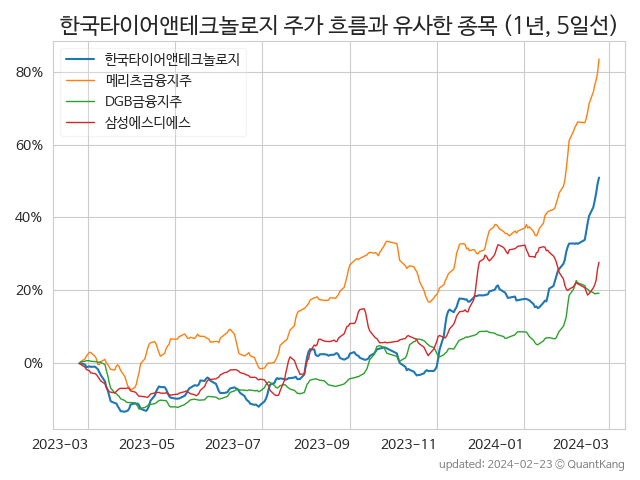 한국타이어앤테크놀로지 주가 흐름과 유사한 종목 (1년, 5일선)
한국타이어앤테크놀로지
메리츠금융지주
DGB금융지주
삼성에스디에스
80%
60%
40%
20%
0%
2023-03 2023-05 2023-07 2023-09 2023-11 2024-01 2024-03
updated: 2024-02-23 © QuantKang